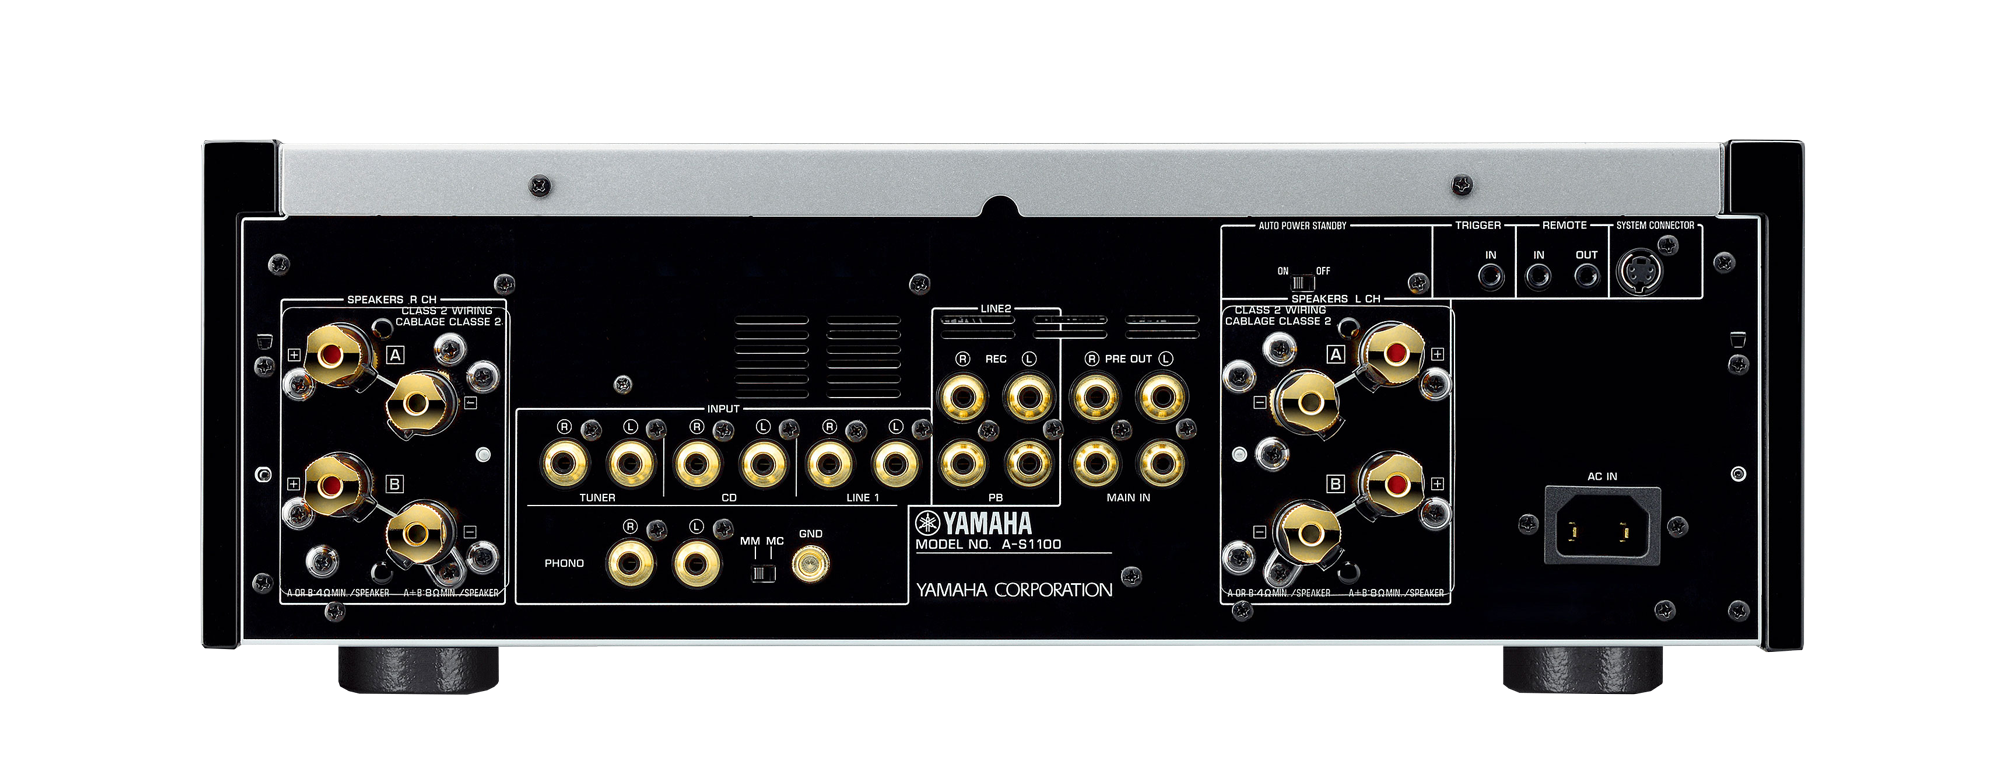 AUTO POWER STANDBY
TRIGGER
REMOTE
SYSTEM CONNECTOR
IN
IN
OUT
ON
OFF
SPEAKERS R CH
CLASS 2 WIRING
CABLAGE CLASSE 2
+
A
-
+
B
-
A OR B:4ΩMIN./SPEAKER A+B:8ΩMIN./SPEAKER
LINE2
R REC L
R PRE OUT L
PB
MAIN IN
INPUT
R L R L R L
TUNER
CD
LINE 1
PHONO
R L
MM MC
GND
YAMAHA
MODEL NO. A-S1100
YAMAHA CORPORATION
SPEAKERS L CH
CLASS 2 WIRING
CABLAGE CLASSE 2
A
+
-
B
+
-
A OR B:4ΩMIN./SPEAKER A+B:8ΩMIN./SPEAKER
AC IN